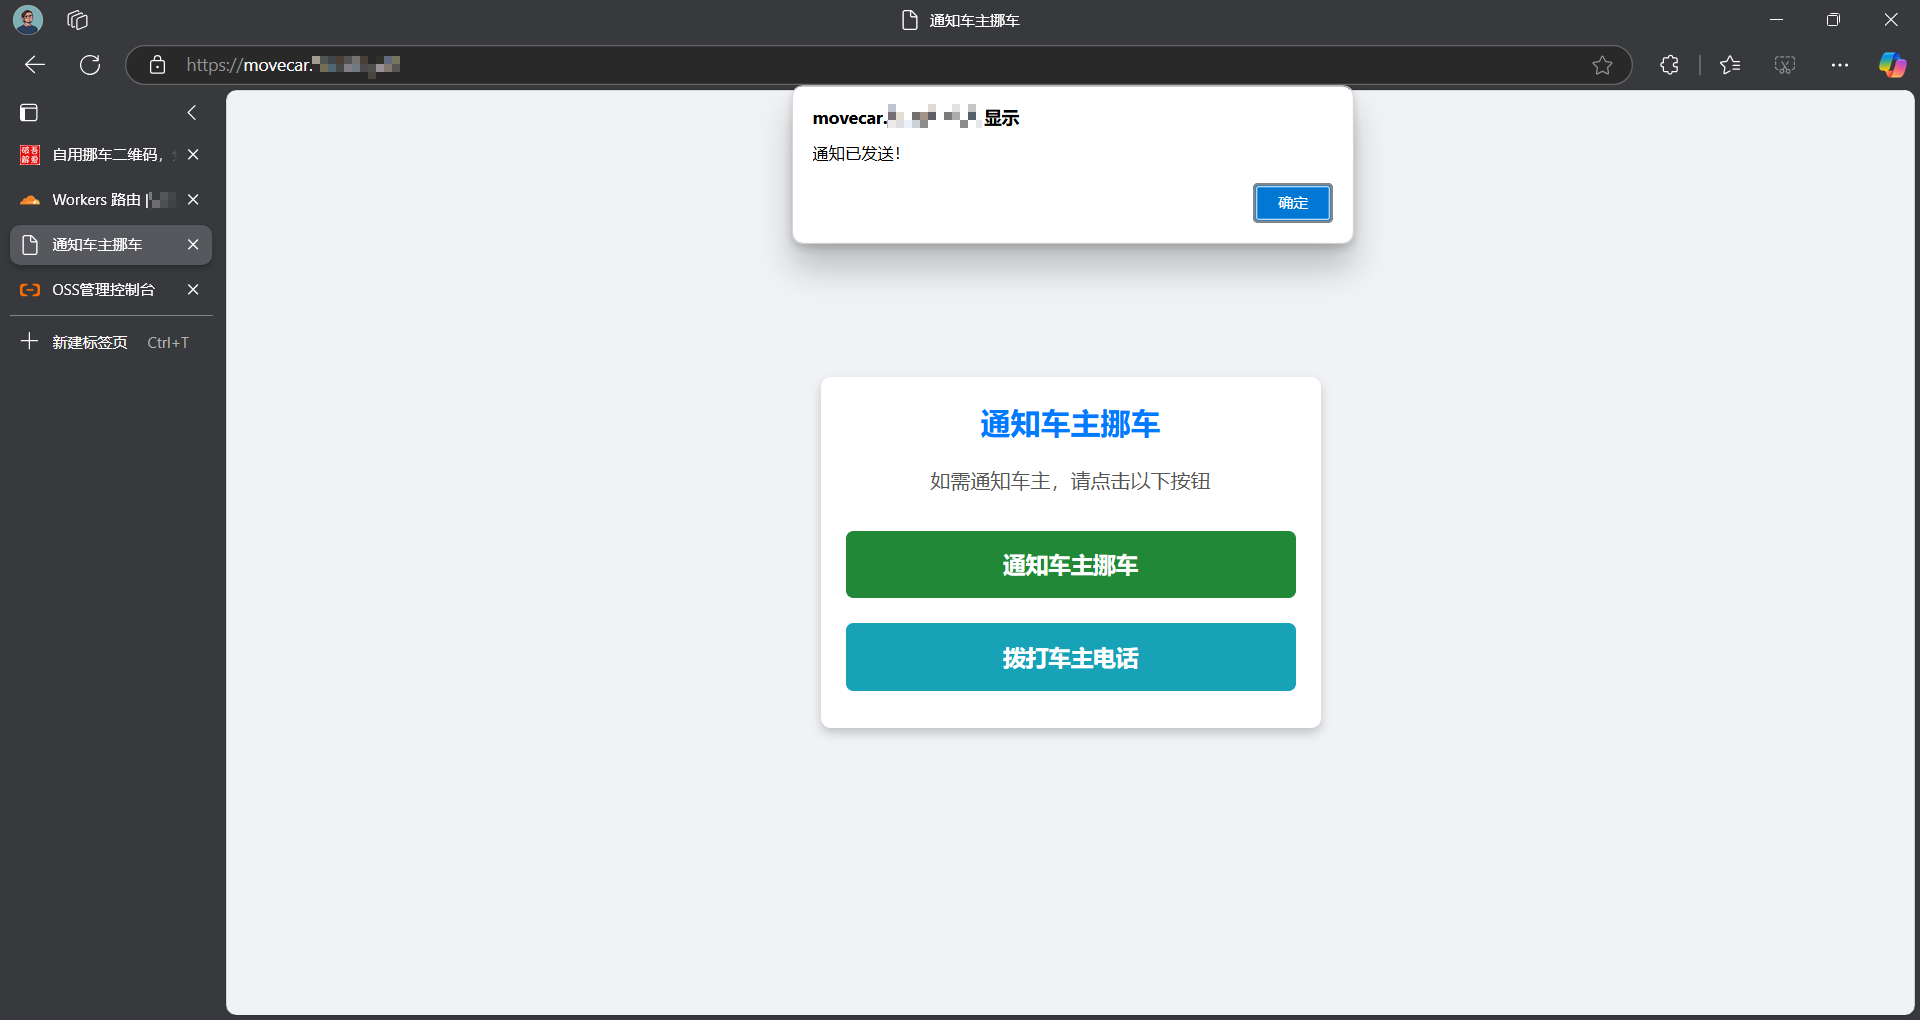 通知车主挪车
https://movecar.
自用挪车二维码，
Workers 路由 |
通知车主挪车
OSS管理控制台
新建标签页 Ctrl+T
movecar. 显示
通知已发送！
确定
通知车主挪车
如需通知车主，请点击以下按钮
通知车主挪车
拨打车主电话